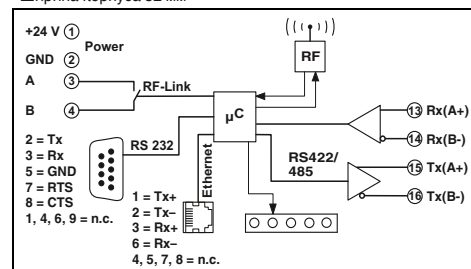 +24 V 1
Power
GND 2
A 3
RF-Link
B 4
RF
µC
13 Rx(A+)
14 Rx(B-)
RS422/
485
15 Tx(A+)
16 Tx(B-)
2 = Tx
3 = Rx
5 = GND
7 = RTS
8 = CTS
1, 4, 6, 9 = n.c.
RS 232
Ethernet
1 = Tx+
2 = Tx–
3 = Rx+
6 = Rx–
4, 5, 7, 8 = n.c.